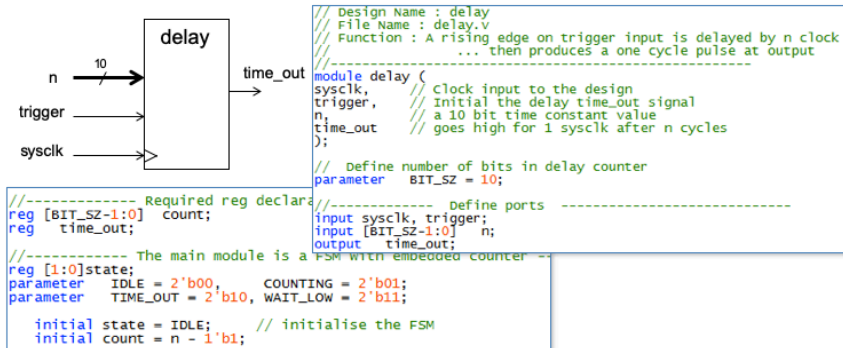 delay
n
10
trigger
sysclk
time_out
// Design Name : delay
// File Name : delay.v
// Function : A rising edge on trigger input is delayed by n clock
// ... then produces a one cycle pulse at output
//-----------------------------------------------------
module delay (
sysclk, // Clock input to the design
trigger, // Initial the delay time_out signal
n, // a 10 bit time constant value
time_out // goes high for 1 sysclk after n cycles
);
// Define number of bits in delay counter
parameter BIT_SZ = 10;
//------------- Define ports -----------------------------
input sysclk, trigger;
input [BIT_SZ-1:0] n;
output time_out;
//------------- Required reg declara
reg [BIT_SZ-1:0] count;
reg time_out;
//------------ The main module is a FSM with embedded counter --
reg [1:0]state;
parameter IDLE = 2'b00, COUNTING = 2'b01;
parameter TIME_OUT = 2'b10, WAIT_LOW = 2'b11;
initial state = IDLE; // initialise the FSM
initial count = n - 1'b1;